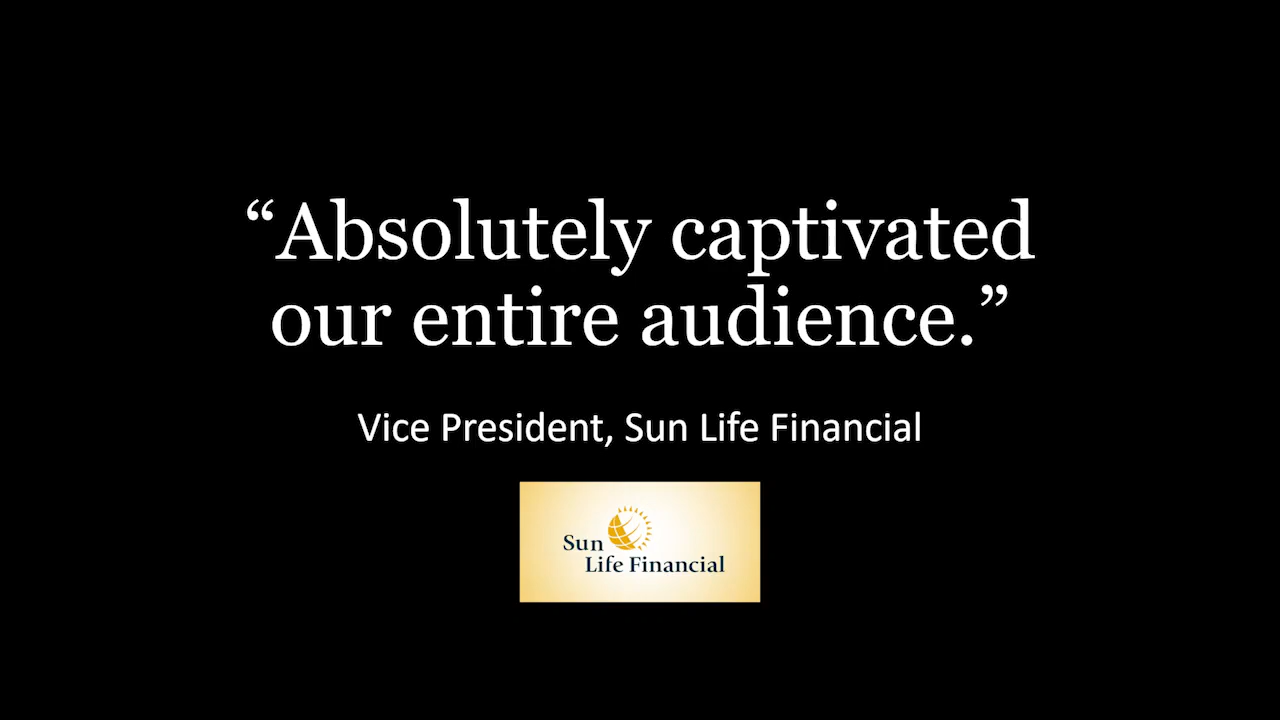 “Absolutely captivated
our entire audience.”
Vice President, Sun Life Financial
Sun
Life Financial